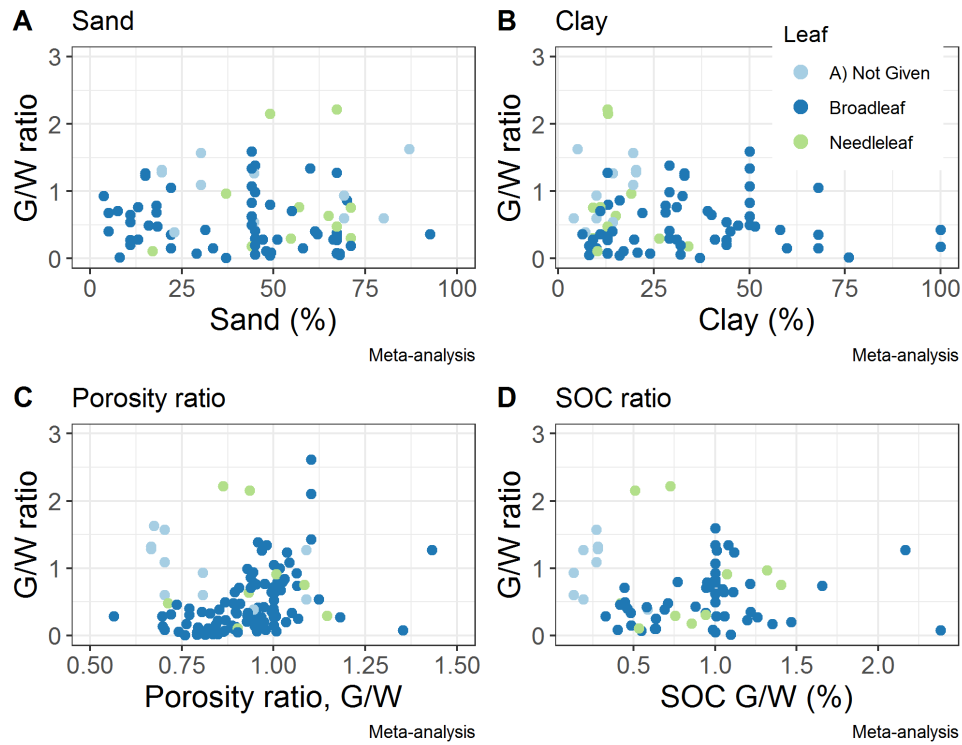 A Sand
3
2
1
0
G/W ratio
0 25 50 75 100
Sand (%)
Meta-analysis
B Clay
3
2
1
0
G/W ratio
0 25 50 75 100
Clay (%)
Meta-analysis
Leaf
A) Not Given
Broadleaf
Needleleaf
C Porosity ratio
3
2
1
0
G/W ratio
0.50 0.75 1.00 1.25 1.50
Porosity ratio, G/W
Meta-analysis
D SOC ratio
3
2
1
0
G/W ratio
0.5 1.0 1.5 2.0
SOC G/W (%)
Meta-analysis